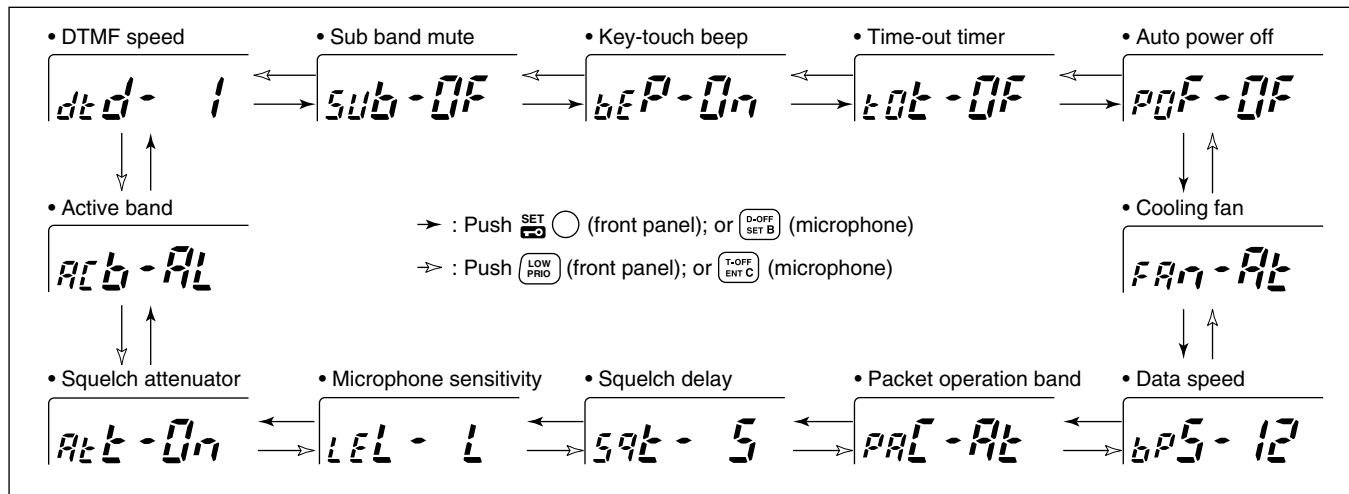 • DTMF speed
dtd- 1
• Sub band mute
SUb-OF
• Key-touch beep
bEP-On
• Time-out timer
tOt-OF
• Auto power off
POF-OF
• Active band
ACb-AL
: Push SET (front panel); or D-OFF SET B (microphone)
: Push LOW PRIO (front panel); or T-OFF ENT C (microphone)
• Cooling fan
FAn-At
• Squelch attenuator
Att-On
• Microphone sensitivity
LEL- L
• Squelch delay
Sqt- S
• Packet operation band
PAC-At
• Data speed
bPS-12